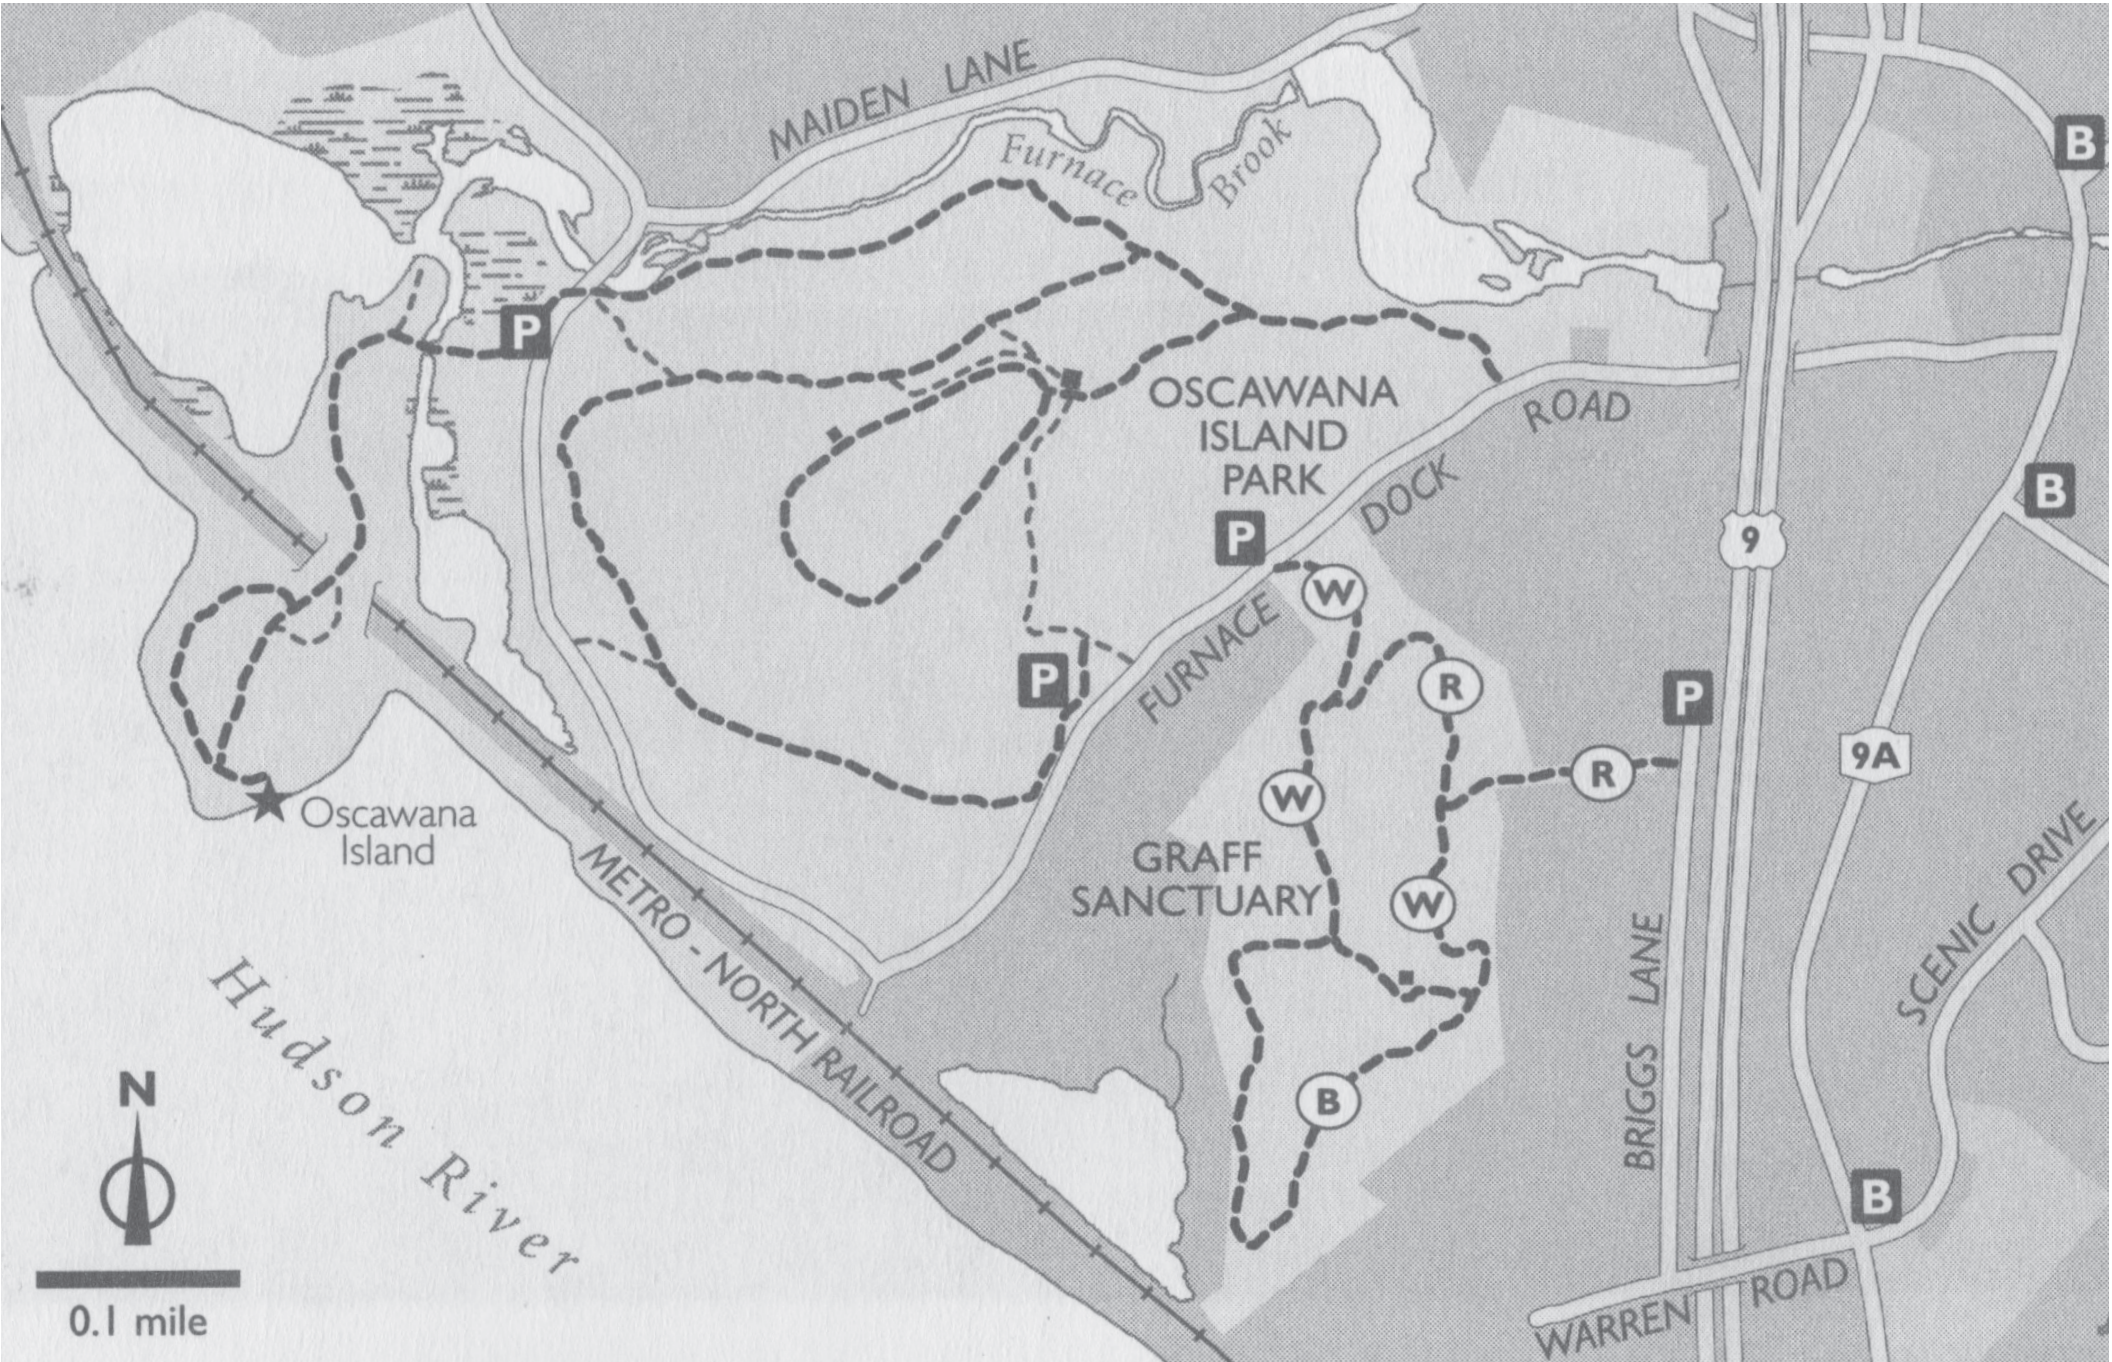 MAIDEN LANE
Furnace
Brook
B
P
OSCAWANA
ISLAND
PARK
ROAD
DOCK
FURNACE
B
P
9
W
P
R
P
R
9A
W
Oscawana
Island
GRAFF
SANCTUARY
W
METRO - NORTH RAILROAD
SCENIC DRIVE
BRIGGS LANE
Hudson River
B
N
B
0.1 mile
WARREN ROAD